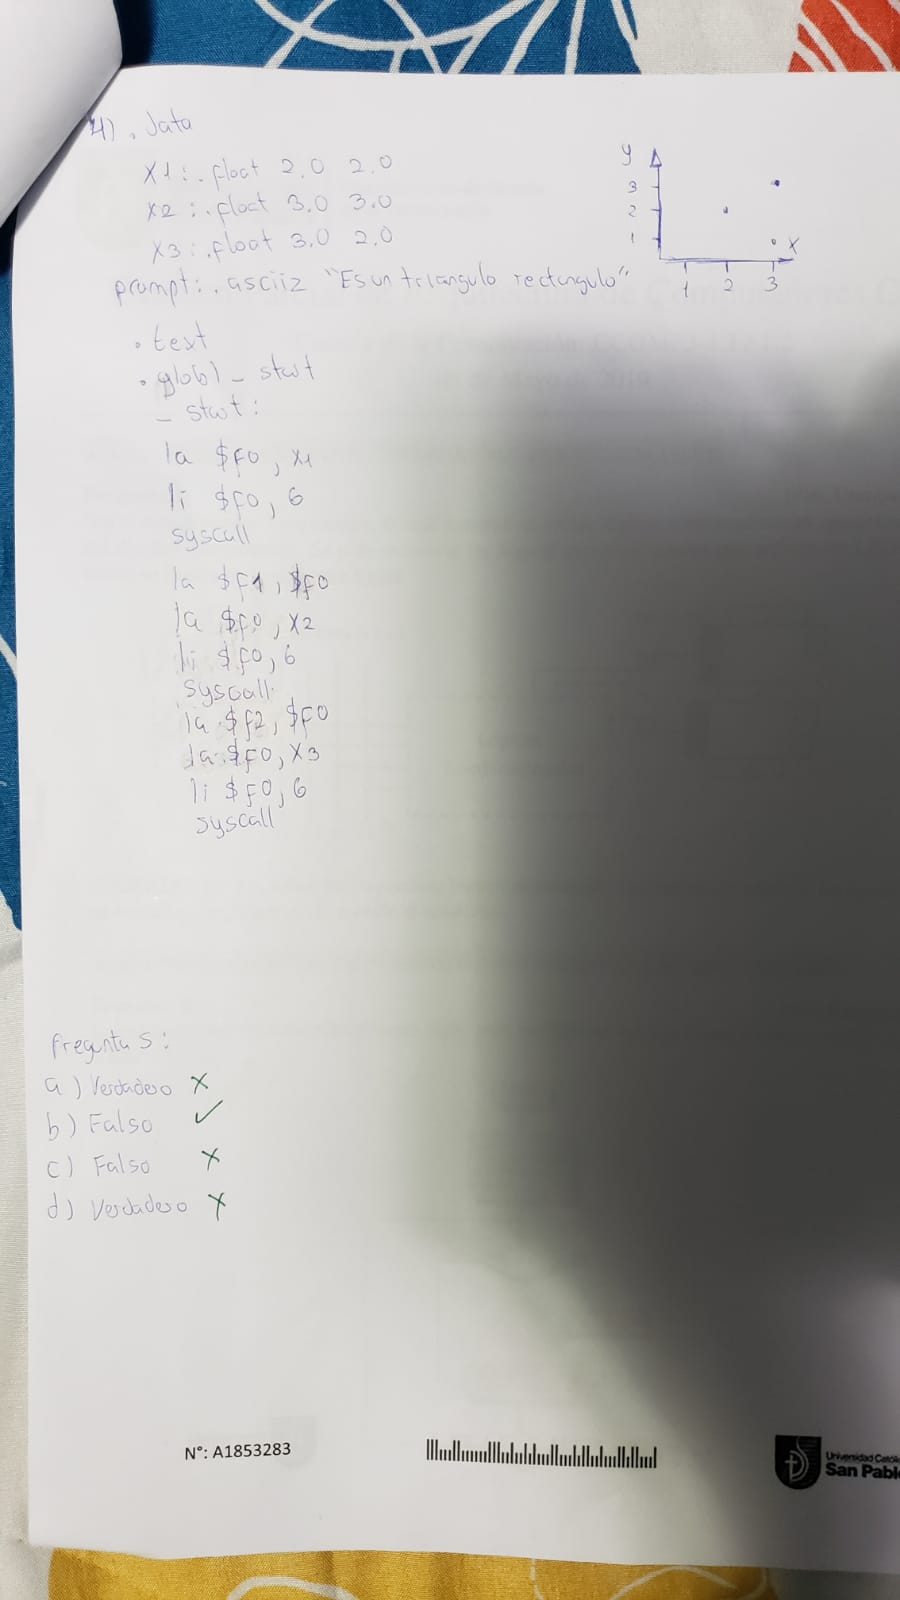 4) .data
X1: .float 2.0 2.0
X2: .float 3.0 3.0
X3: .float 3.0 2.0
prompt: .asciiz "Es un triangulo rectangulo"
y
3
2
1
x
1 2 3
.text
.globl _start
_start:
la $f0, X1
li $f0, 6
syscall
la $f1, $f0
la $f0, X2
li $f0, 6
syscall
la $f2, $f0
la $f0, X3
li $f0, 6
syscall
Preguntas:
a) Verdadero X
b) Falso ✓
c) Falso X
d) Verdadero X
N°: A1853283
Universidad Católi
San Pabl